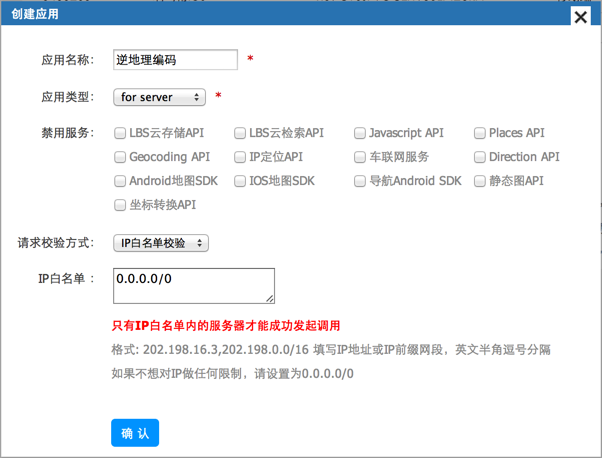 创建应用
应用名称: 逆地理编码 *
应用类型: for server *
禁用服务: LBS云存储API LBS云检索API Javascript API Places API
Geocoding API IP定位API 车联网服务 Direction API
Android地图SDK IOS地图SDK 导航Android SDK 静态图API
坐标转换API
请求校验方式: IP白名单校验
IP白名单: 0.0.0.0/0
只有IP白名单内的服务器才能成功发起调用
格式: 202.198.16.3,202.198.0.0/16 填写IP地址或IP前缀网段，英文半角逗号分隔
如果不想对IP做任何限制，请设置为0.0.0.0/0
确 认